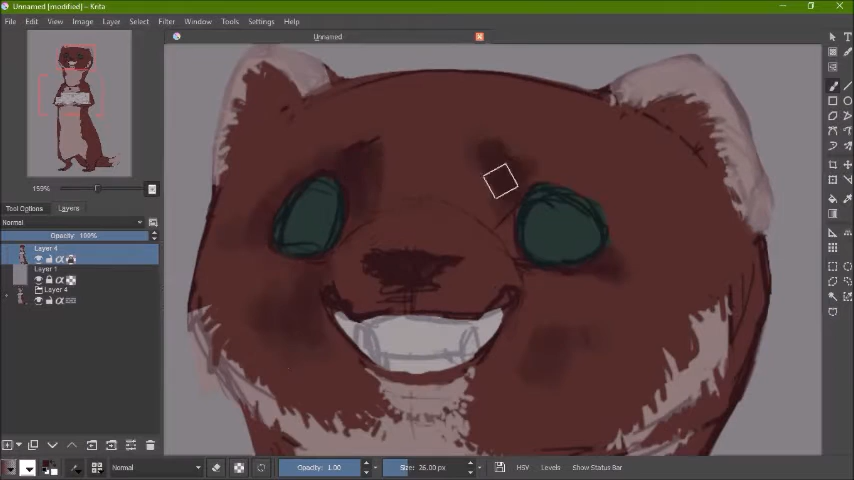 Unnamed [modified] - Krita
File Edit View Image Layer Select Filter Window Tools Settings Help
Unnamed
159%
Tool Options Layers
Normal
Opacity: 100%
Layer 4
Layer 1
Layer 4
Normal
Opacity: 1.00
Size: 26.00 px
HSV
Levels
Show Status Bar